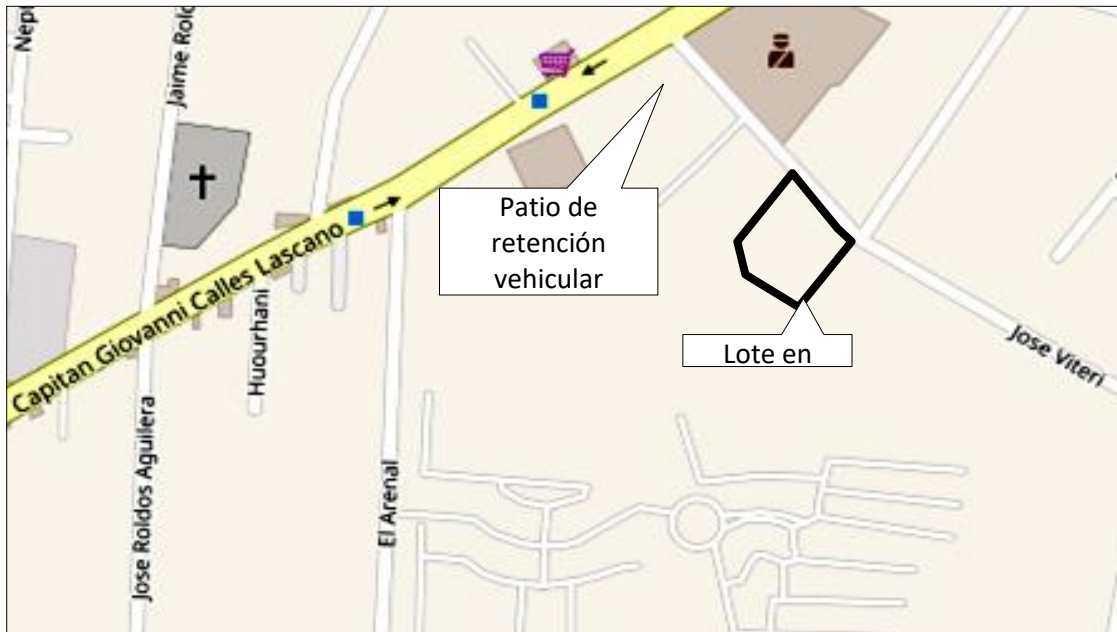 Nep
Jaime Rold
Capitan Giovanni Calles Lascano
Huourhani
Jose Roldos Aguilera
El Arenal
Patio de
retención
vehicular
Lote en
Jose Viteri